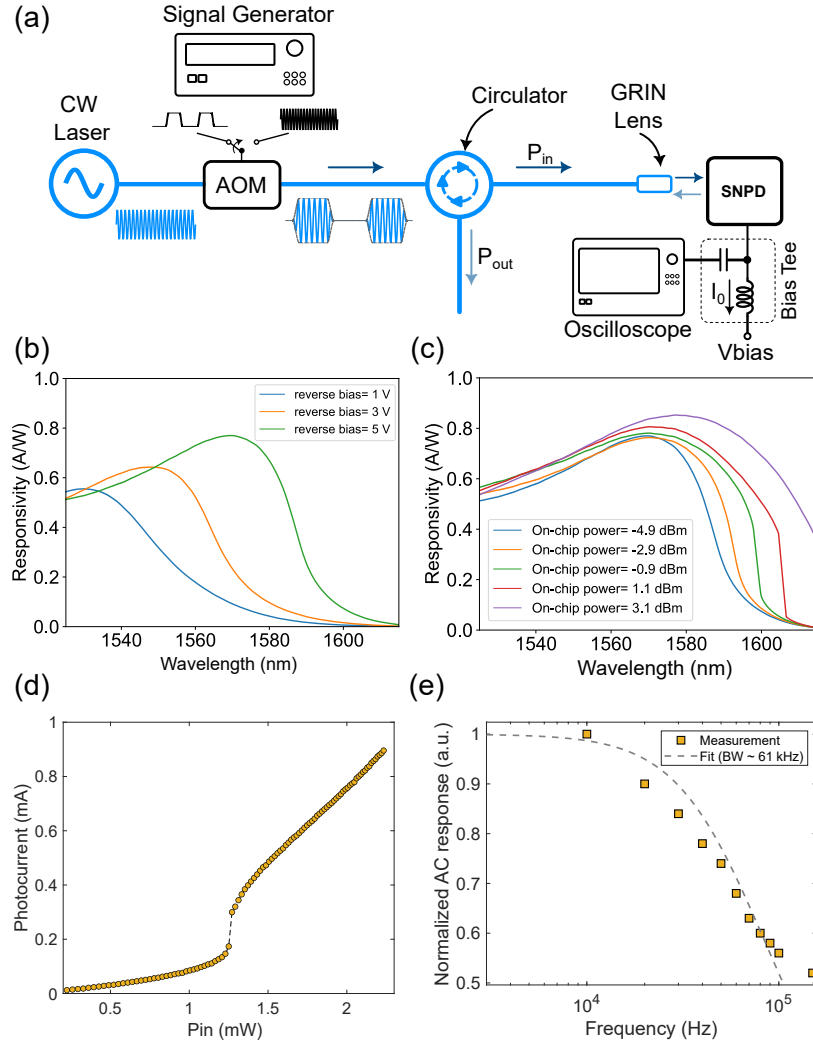 (a)
Signal Generator
CW
Laser
AOM
Circulator
P_in
GRIN
Lens
SNPD
P_out
Oscilloscope
I_0
Bias Tee
Vbias
(b)
Responsivity (A/W)
1.0
0.8
0.6
0.4
0.2
0.0
reverse bias= 1 V
reverse bias= 3 V
reverse bias= 5 V
1540 1560 1580 1600
Wavelength (nm)
(c)
Responsivity (A/W)
1.0
0.8
0.6
0.4
0.2
0.0
On-chip power= -4.9 dBm
On-chip power= -2.9 dBm
On-chip power= -0.9 dBm
On-chip power= 1.1 dBm
On-chip power= 3.1 dBm
1540 1560 1580 1600
Wavelength (nm)
(d)
Photocurrent (mA)
1
0.8
0.6
0.4
0.2
0
0.5 1 1.5 2
Pin (mW)
(e)
Normalized AC response (a.u.)
1
0.9
0.8
0.7
0.6
0.5
Measurement
Fit (BW ~ 61 kHz)
10^4 10^5
Frequency (Hz)